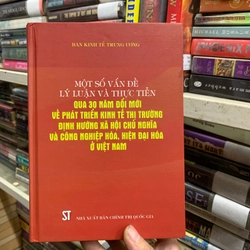 BAN KINH TẾ TRUNG ƯƠNG
MỘT SỐ VẤN ĐỀ
LÝ LUẬN VÀ THỰC TIỄN
QUA 30 NĂM ĐỔI MỚI
VỀ PHÁT TRIỂN KINH TẾ THỊ TRƯỜNG
ĐỊNH HƯỚNG XÃ HỘI CHỦ NGHĨA
VÀ CÔNG NGHIỆP HÓA, HIỆN ĐẠI HÓA
Ở VIỆT NAM
ST
NHÀ XUẤT BẢN CHÍNH TRỊ QUỐC GIA